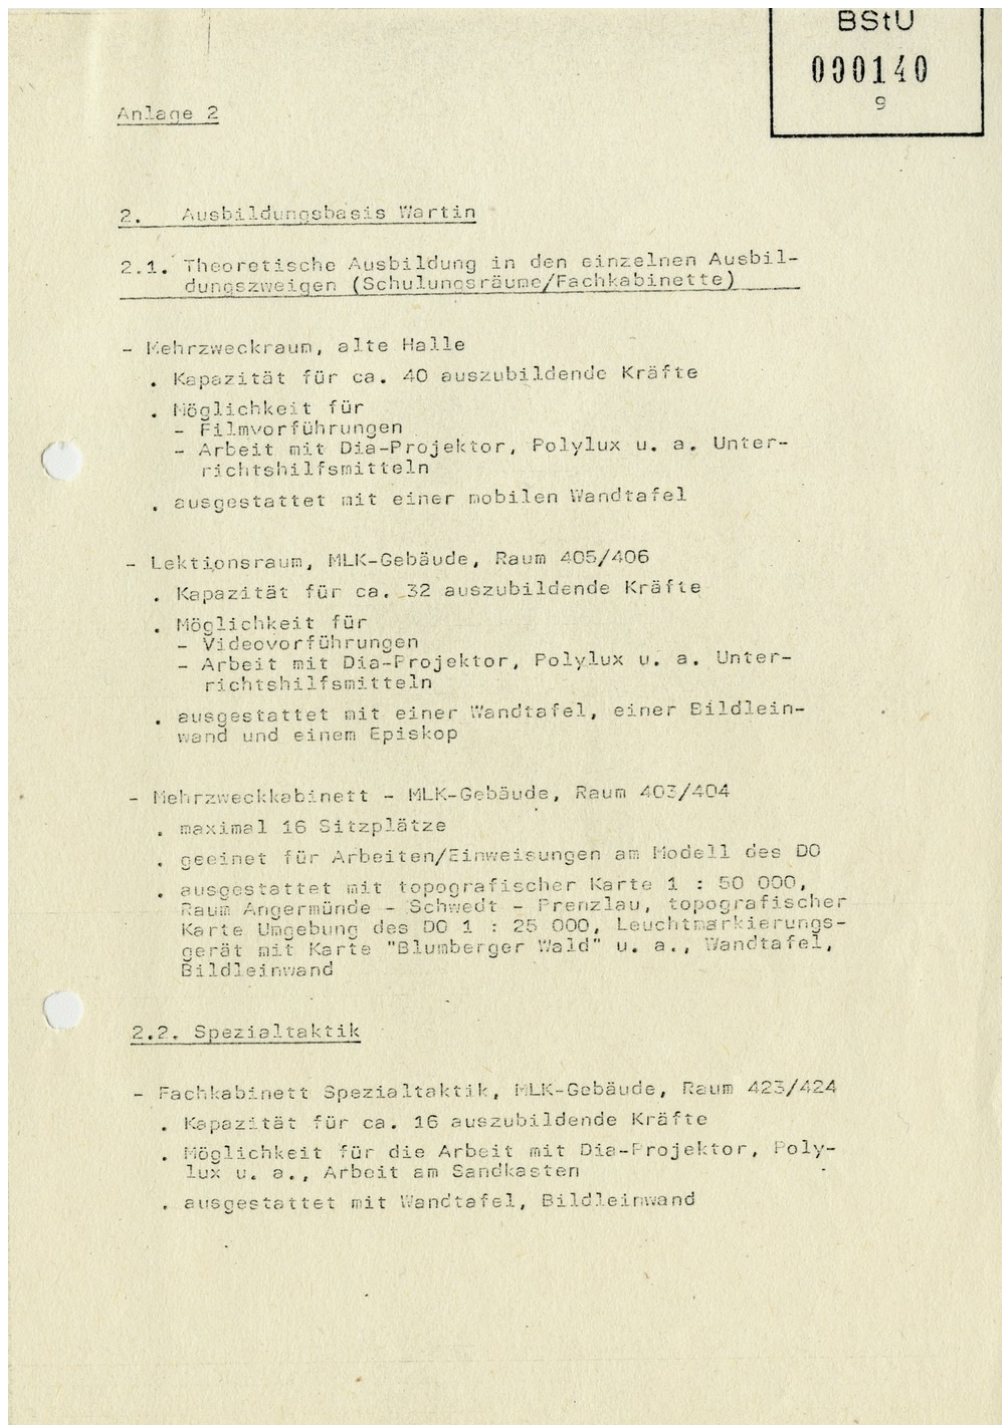 BStU
000140
9
Anlage 2
2. Ausbildungsbasis Wartin
2.1. Theoretische Ausbildung in den einzelnen Ausbil-
dungszweigen (Schulungsräume/Fachkabinette)
- Mehrzweckraum, alte Halle
. Kapazität für ca. 40 auszubildende Kräfte
. Möglichkeit für
- Filmvorführungen
- Arbeit mit Dia-Projektor, Polylux u. a. Unter-
richtshilfsmitteln
. ausgestattet mit einer mobilen Wandtafel
- Lektionsraum, MLK-Gebäude, Raum 405/406
. Kapazität für ca. 32 auszubildende Kräfte
. Möglichkeit für
- Videovorführungen
- Arbeit mit Dia-Projektor, Polylux u. a. Unter-
richtshilfsmitteln
. ausgestattet mit einer Wandtafel, einer Bildlein-
wand und einem Episkop
- Mehrzweckkabinett - MLK-Gebäude, Raum 403/404
. maximal 16 Sitzplätze
. geeinet für Arbeiten/Einweisungen am Modell des DO
. ausgestattet mit topografischer Karte 1 : 50 000,
Raum Angermünde - Schwedt - Prenzlau, topografischer
Karte Umgebung des DO 1 : 25 000, Leuchtmarkierungs-
gerät mit Karte "Blumberger Wald" u. a., Wandtafel,
Bildleinwand
2.2. Spezialtaktik
- Fachkabinett Spezialtaktik, MLK-Gebäude, Raum 423/424
. Kapazität für ca. 16 auszubildende Kräfte
. Möglichkeit für die Arbeit mit Dia-Projektor, Poly-
lux u. a., Arbeit am Sandkasten
. ausgestattet mit Wandtafel, Bildleinwand